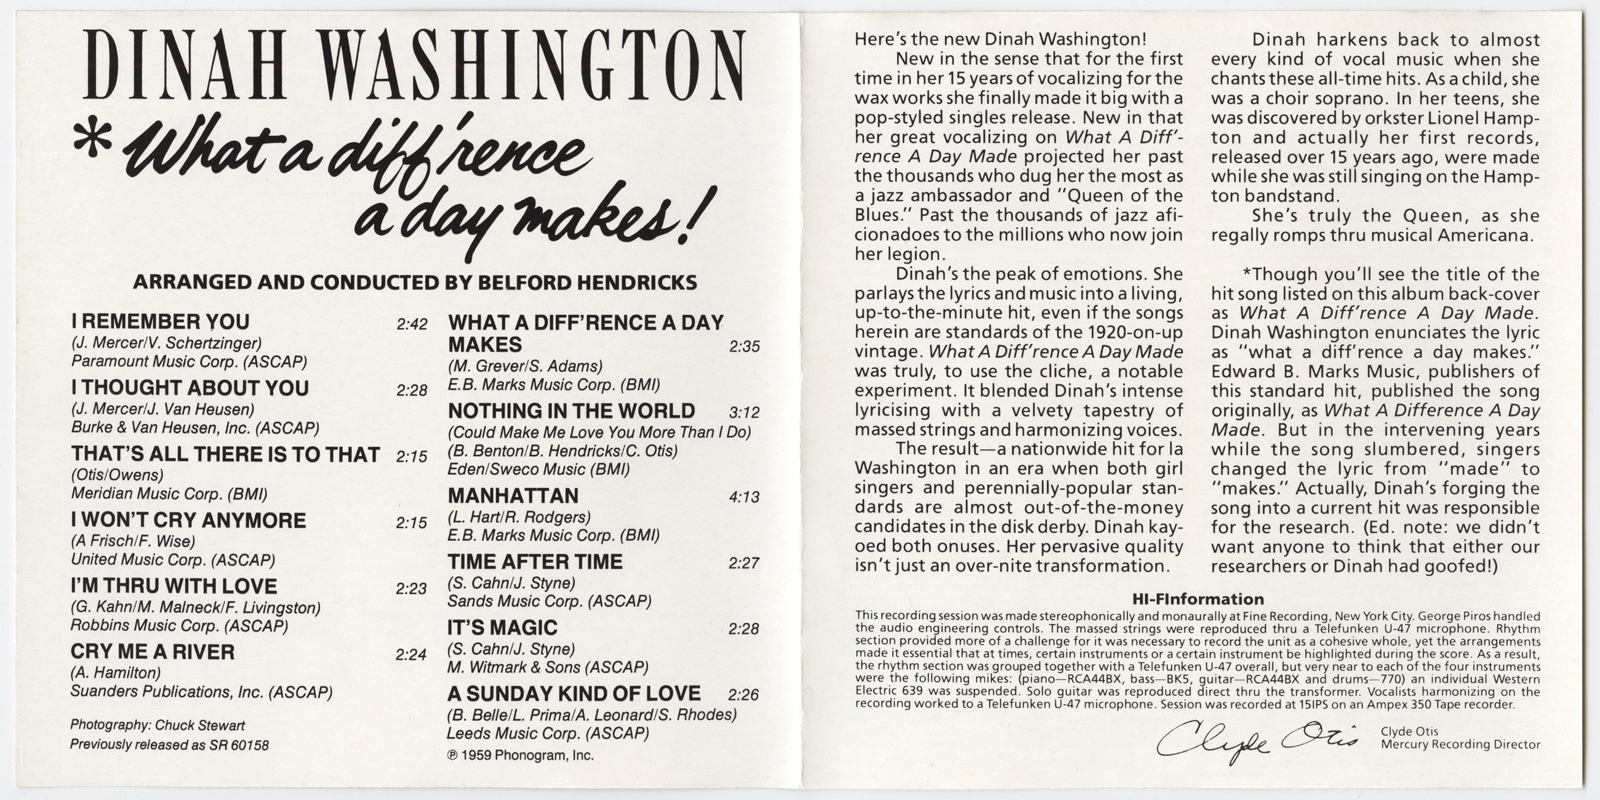 DINAH WASHINGTON
*What a diff'rence
a day makes!
ARRANGED AND CONDUCTED BY BELFORD HENDRICKS
I REMEMBER YOU 2:42
(J. Mercer/V. Schertzinger)
Paramount Music Corp. (ASCAP)
I THOUGHT ABOUT YOU 2:28
(J. Mercer/J. Van Heusen)
Burke & Van Heusen, Inc. (ASCAP)
THAT'S ALL THERE IS TO THAT 2:15
(Otis/Owens)
Meridian Music Corp. (BMI)
I WON'T CRY ANYMORE 2:15
(A Frisch/F. Wise)
United Music Corp. (ASCAP)
I'M THRU WITH LOVE 2:23
(G. Kahn/M. Malneck/F. Livingston)
Robbins Music Corp. (ASCAP)
CRY ME A RIVER 2:24
(A. Hamilton)
Suanders Publications, Inc. (ASCAP)
Photography: Chuck Stewart
Previously released as SR 60158
WHAT A DIFF'RENCE A DAY
MAKES 2:35
(M. Grever/S. Adams)
E.B. Marks Music Corp. (BMI)
NOTHING IN THE WORLD 3:12
(Could Make Me Love You More Than I Do)
(B. Benton/B. Hendricks/C. Otis)
Eden/Sweco Music (BMI)
MANHATTAN 4:13
(L. Hart/R. Rodgers)
E.B. Marks Music Corp. (BMI)
TIME AFTER TIME 2:27
(S. Cahn/J. Styne)
Sands Music Corp. (ASCAP)
IT'S MAGIC 2:28
(S. Cahn/J. Styne)
M. Witmark & Sons (ASCAP)
A SUNDAY KIND OF LOVE 2:26
(B. Belle/L. Prima/A. Leonard/S. Rhodes)
Leeds Music Corp. (ASCAP)
℗ 1959 Phonogram, Inc.
Here's the new Dinah Washington!
New in the sense that for the first
time in her 15 years of vocalizing for the
wax works she finally made it big with a
pop-styled singles release. New in that
her great vocalizing on What A Diff'-
rence A Day Made projected her past
the thousands who dug her the most as
a jazz ambassador and "Queen of the
Blues." Past the thousands of jazz afi-
cionadoes to the millions who now join
her legion.
Dinah's the peak of emotions. She
parlays the lyrics and music into a living,
up-to-the-minute hit, even if the songs
herein are standards of the 1920-on-up
vintage. What A Diff'rence A Day Made
was truly, to use the cliche, a notable
experiment. It blended Dinah's intense
lyricising with a velvety tapestry of
massed strings and harmonizing voices.
The result—a nationwide hit for la
Washington in an era when both girl
singers and perennially-popular stan-
dards are almost out-of-the-money
candidates in the disk derby. Dinah kay-
oed both onuses. Her pervasive quality
isn't just an over-nite transformation.
Dinah harkens back to almost
every kind of vocal music when she
chants these all-time hits. As a child, she
was a choir soprano. In her teens, she
was discovered by orkster Lionel Hamp-
ton and actually her first records,
released over 15 years ago, were made
while she was still singing on the Hamp-
ton bandstand.
She's truly the Queen, as she
regally romps thru musical Americana.
*Though you'll see the title of the
hit song listed on this album back-cover
as What A Diff'rence A Day Made.
Dinah Washington enunciates the lyric
as "what a diff'rence a day makes."
Edward B. Marks Music, publishers of
this standard hit, published the song
originally, as What A Difference A Day
Made. But in the intervening years
while the song slumbered, singers
changed the lyric from "made" to
"makes." Actually, Dinah's forging the
song into a current hit was responsible
for the research. (Ed. note: we didn't
want anyone to think that either our
researchers or Dinah had goofed!)
HI-FInformation
This recording session was made stereophonically and monaurally at Fine Recording, New York City. George Piros handled
the audio engineering controls. The massed strings were reproduced thru a Telefunken U-47 microphone. Rhythm
section provided more of a challenge for it was necessary to record the unit as a cohesive whole, yet the arrangements
made it essential that at times, certain instruments or a certain instrument be highlighted during the score. As a result,
the rhythm section was grouped together with a Telefunken U-47 overall, but very near to each of the four instruments
were the following mikes: (piano—RCA44BX, bass—BK5, guitar—RCA44BX and drums—770) an individual Western
Electric 639 was suspended. Solo guitar was reproduced direct thru the transformer. Vocalists harmonizing on the
recording worked to a Telefunken U-47 microphone. Session was recorded at 15IPS on an Ampex 350 Tape recorder.
Clyde Otis
Clyde Otis
Mercury Recording Director